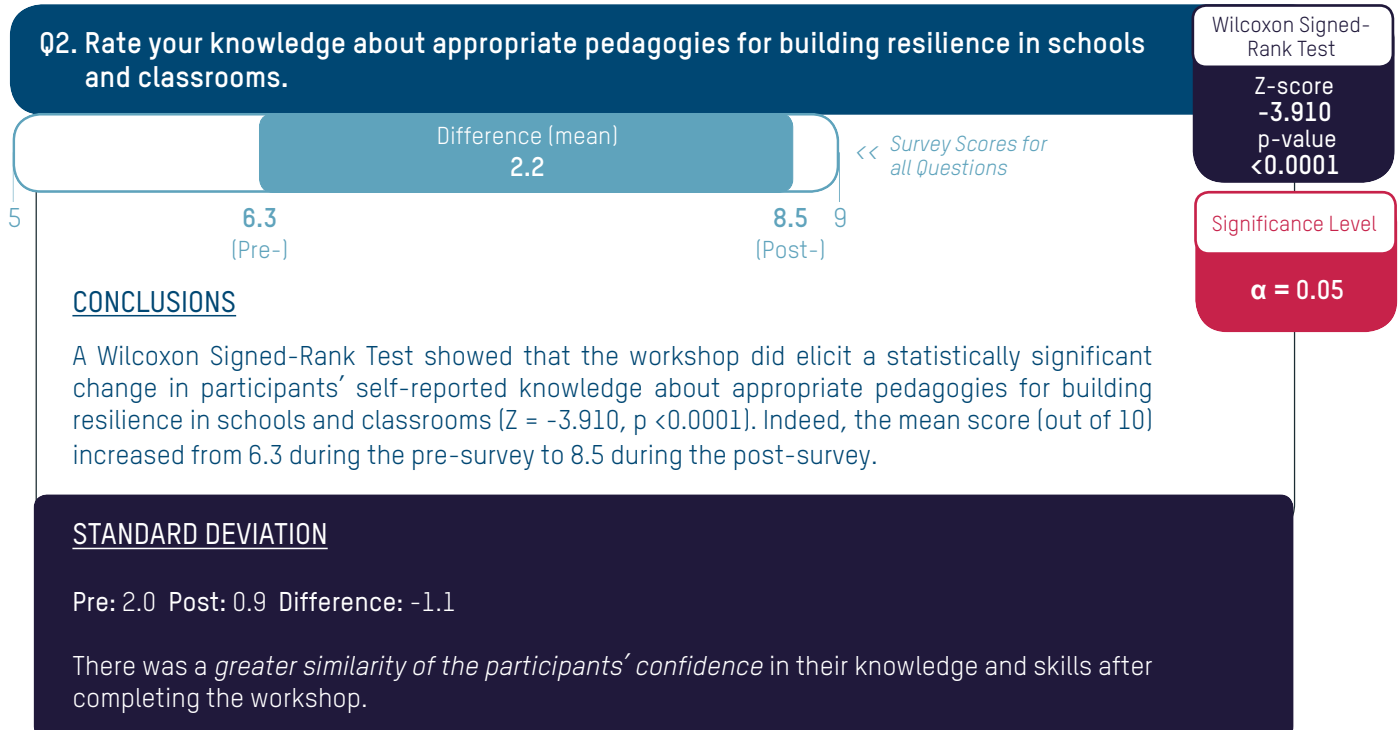 Q2. Rate your knowledge about appropriate pedagogies for building resilience in schools
and classrooms.
Wilcoxon Signed-
Rank Test
Z-score
-3.910
p-value
<0.0001
Difference (mean)
2.2
<< Survey Scores for
all Questions
5
6.3
(Pre-)
8.5
(Post-)
9
Significance Level
α = 0.05
CONCLUSIONS
A Wilcoxon Signed-Rank Test showed that the workshop did elicit a statistically significant
change in participants' self-reported knowledge about appropriate pedagogies for building
resilience in schools and classrooms (Z = -3.910, p <0.0001). Indeed, the mean score (out of 10)
increased from 6.3 during the pre-survey to 8.5 during the post-survey.
STANDARD DEVIATION
Pre: 2.0 Post: 0.9 Difference: -1.1
There was a greater similarity of the participants' confidence in their knowledge and skills after
completing the workshop.